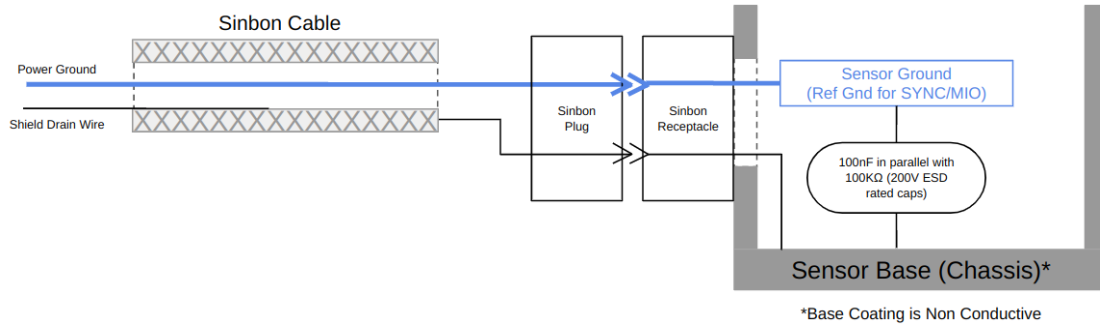 Sinbon Cable
Power Ground
Shield Drain Wire
Sinbon
Plug
Sinbon
Receptacle
Sensor Ground
(Ref Gnd for SYNC/MIO)
100nF in parallel with
100KΩ (200V ESD
rated caps)
Sensor Base (Chassis)*
*Base Coating is Non Conductive